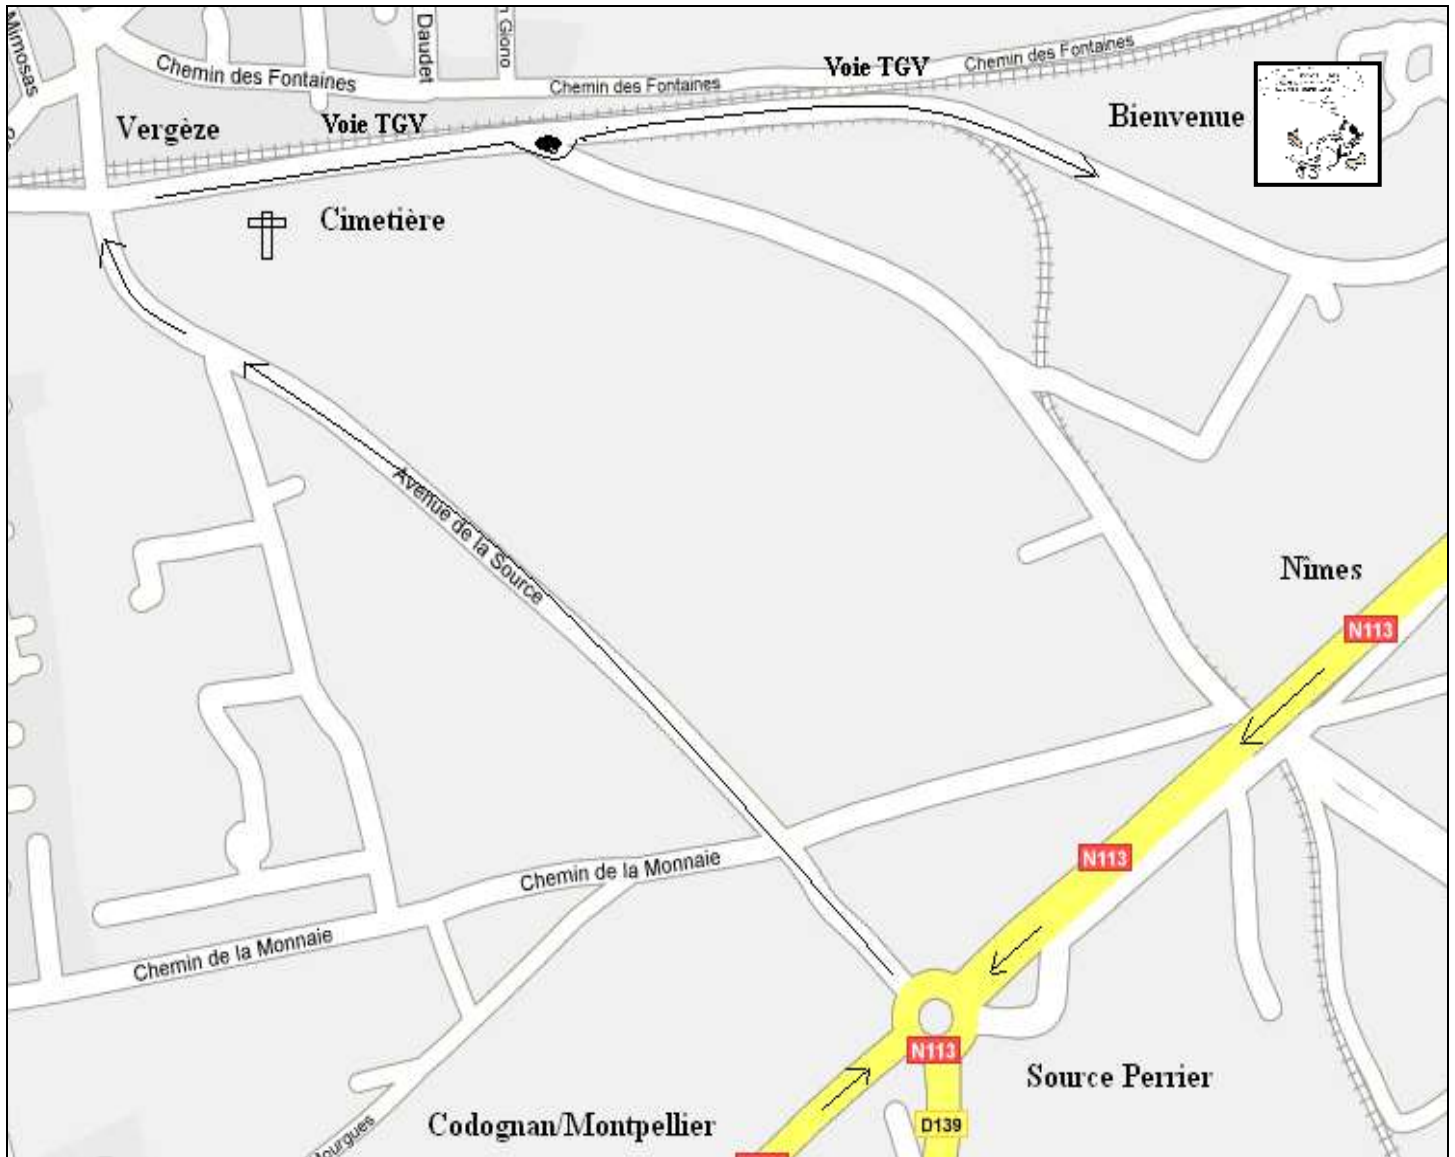 Mimosas
Daudet
n Giono
Chemin des Fontaines
Chemin des Fontaines
Voie TGV
Chemin des Fontaines
Vergèze
Voie TGV
Bienvenue
Cimetière
Avenue de la Source
Nîmes
N113
N113
Chemin de la Monnaie
Chemin de la Monnaie
N113
Source Perrier
Codognan/Montpellier
D139
ourgues